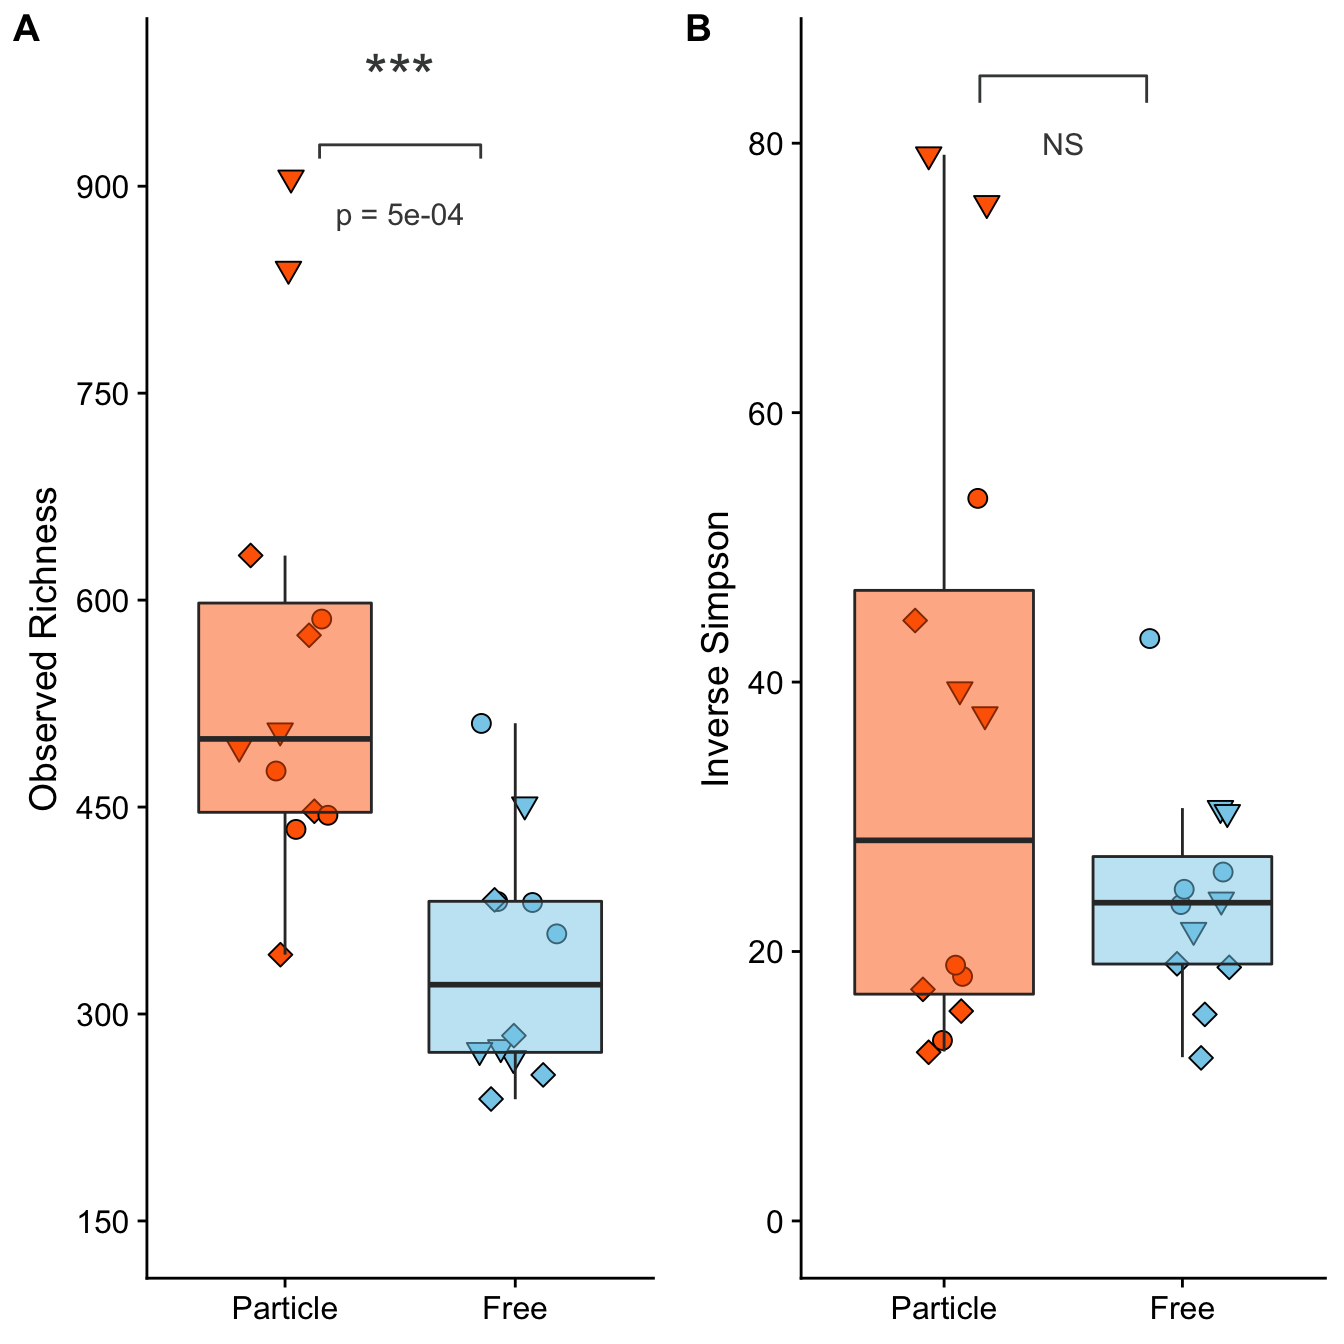 A
***
p = 5e-04
900
750
600
450
300
150
Observed Richness
Particle
Free
B
NS
80
60
40
20
0
Inverse Simpson
Particle
Free